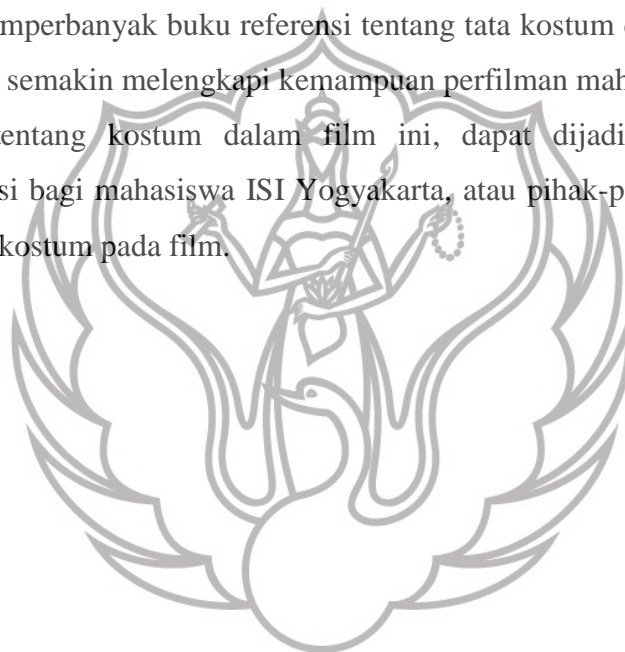 mperbanyak buku referensi tentang tata kostum
semakin melengkapi kemampuan perfilman mah
tentang kostum dalam film ini, dapat dijadi
si bagi mahasiswa ISI Yogyakarta, atau pihak-p
kostum pada film.